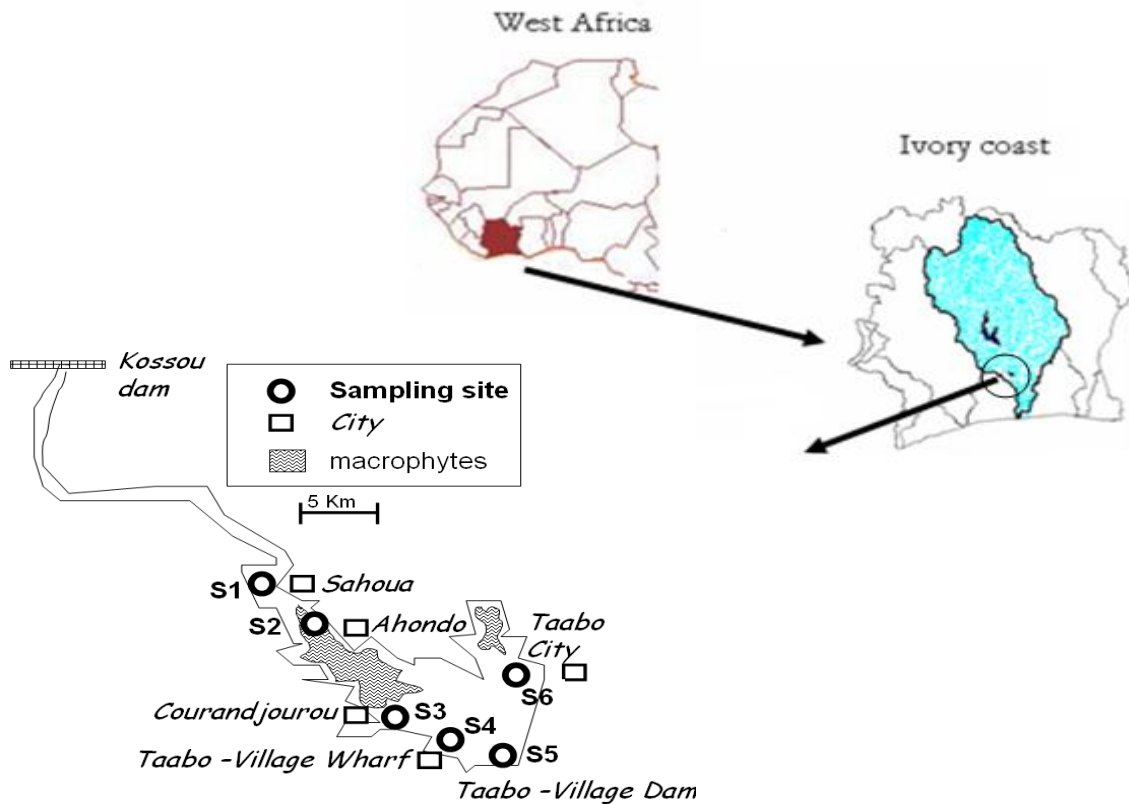 West Africa
Ivory coast
Kossou
dam
Sampling site
City
macrophytes
5 Km
S1
Sahoua
S2
Ahondo
Taabo
City
S6
Courandjourou
S3
S4
Taabo -Village Wharf
S5
Taabo -Village Dam